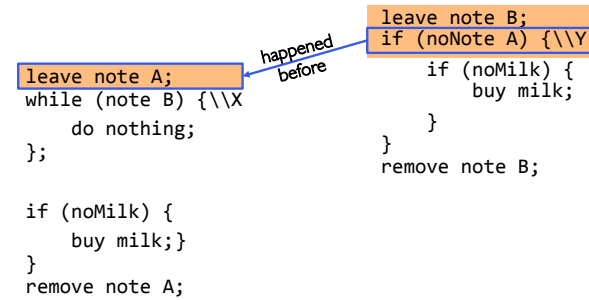 leave note A;
while (note B) {\\X
do nothing;
};
if (noMilk) {
buy milk;}
}
remove note A;
happened
before
leave note B;
if (noNote A) {\\Y
if (noMilk) {
buy milk;
}
}
remove note B;